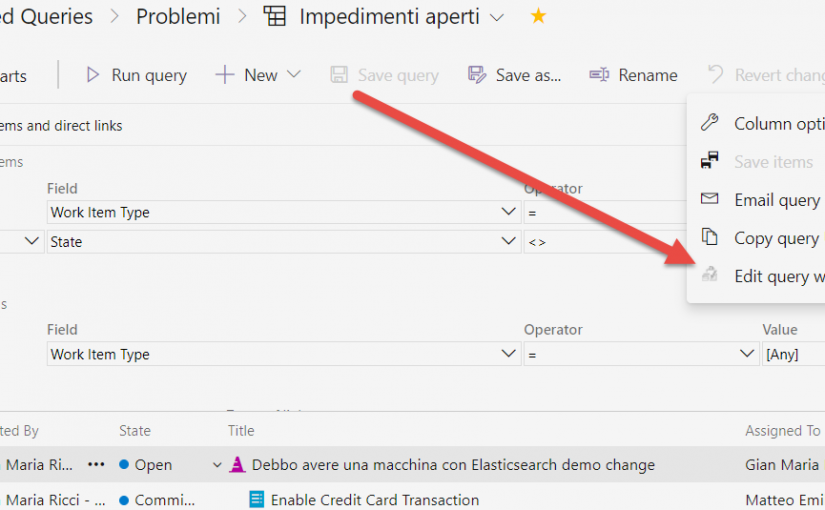 ed Queries > Problemi > Impedimenti aperti
arts Run query New Save query Save as... Rename Revert chang
Column opti
ems and direct links
Save items
ems
Field Operator
Email query
Work Item Type =
Copy query
State <>
Edit query w
s
Field Operator Value
Work Item Type = [Any]
ted By State Title Assigned To
Maria Ri... ••• Open Debbo avere una macchina con Elasticsearch demo change Gian Maria
Maria Ricci - ... Commi... Enable Credit Card Transaction Matteo Emi